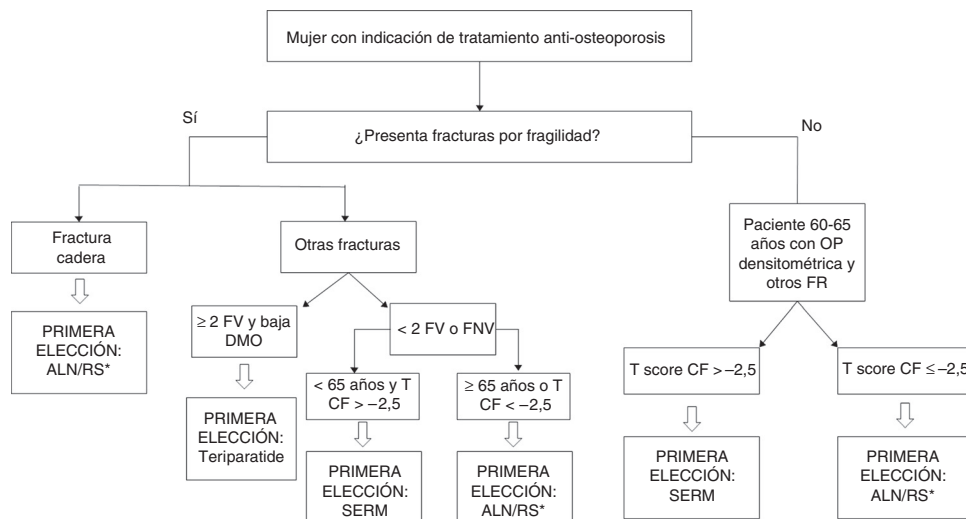 Mujer con indicación de tratamiento anti-osteoporosis
Sí
¿Presenta fracturas por fragilidad?
No
Fractura
cadera
Otras fracturas
Paciente 60-65
años con OP
densitométrica y
otros FR
PRIMERA
ELECCIÓN:
ALN/RS*
≥ 2 FV y baja
DMO
< 2 FV o FNV
T score CF > −2,5
T score CF ≤ −2,5
PRIMERA
ELECCIÓN:
Teriparatide
< 65 años y T
CF > −2,5
≥ 65 años o T
CF < −2,5
PRIMERA
ELECCIÓN:
SERM
PRIMERA
ELECCIÓN:
ALN/RS*
PRIMERA
ELECCIÓN:
SERM
PRIMERA
ELECCIÓN:
ALN/RS*